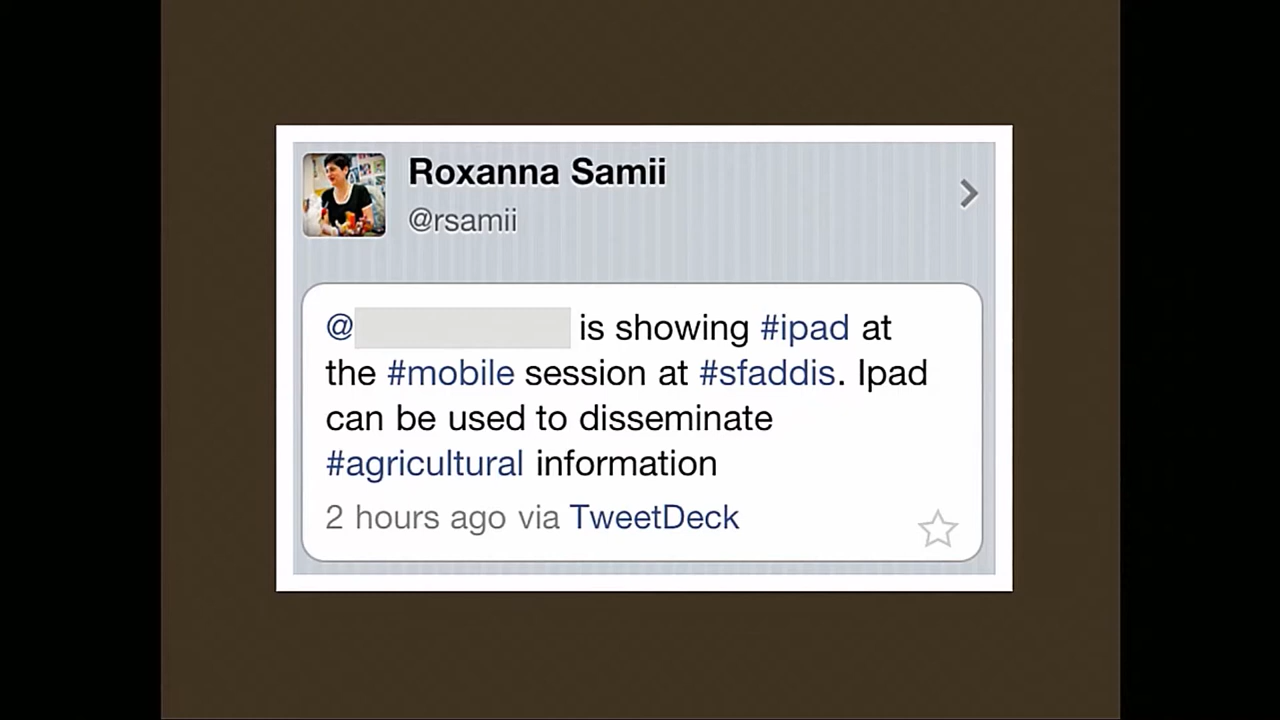 Roxanna Samii
@rsamii
@ is showing #ipad at
the #mobile session at #sfaddis. Ipad
can be used to disseminate
#agricultural information
2 hours ago via TweetDeck